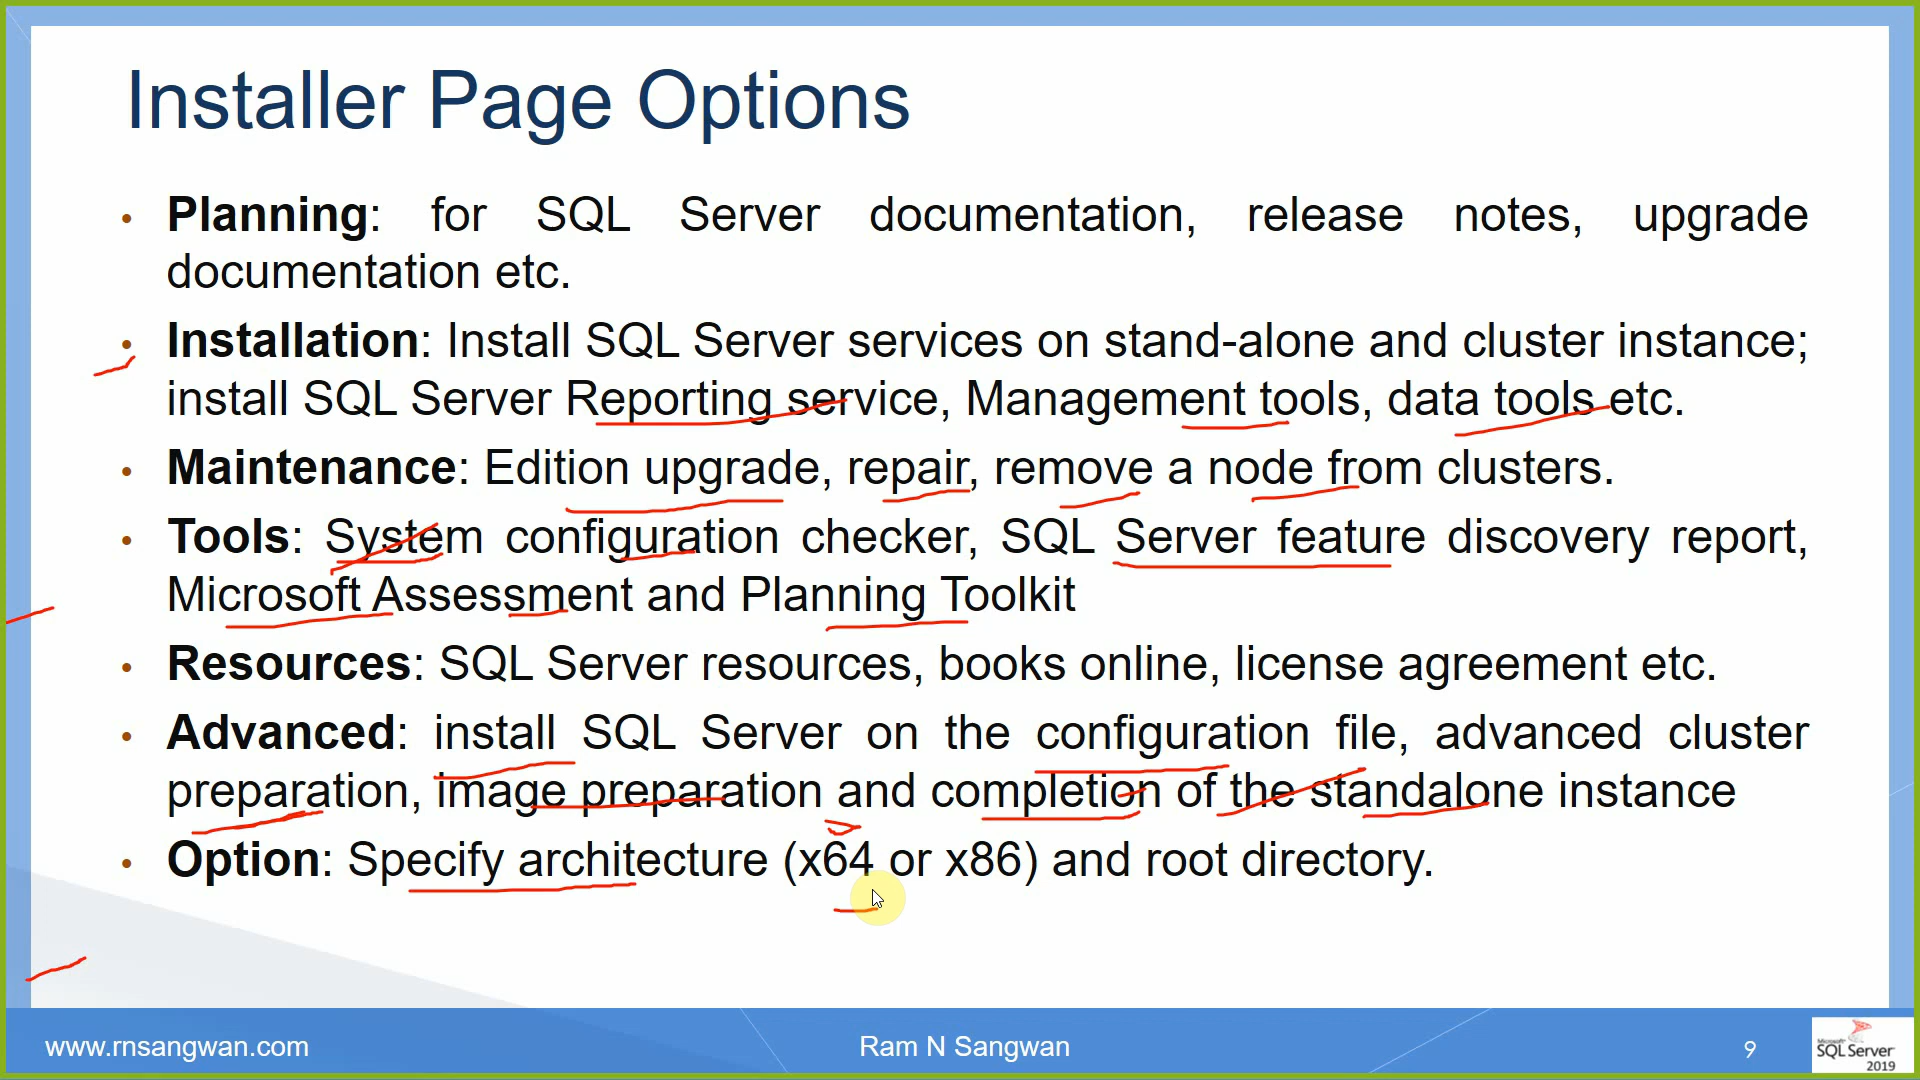 Installer Page Options
• Planning: for SQL Server documentation, release notes, upgrade
documentation etc.
• Installation: Install SQL Server services on stand-alone and cluster instance;
install SQL Server Reporting service, Management tools, data tools etc.
• Maintenance: Edition upgrade, repair, remove a node from clusters.
• Tools: System configuration checker, SQL Server feature discovery report,
Microsoft Assessment and Planning Toolkit
• Resources: SQL Server resources, books online, license agreement etc.
• Advanced: install SQL Server on the configuration file, advanced cluster
preparation, image preparation and completion of the standalone instance
• Option: Specify architecture (x64 or x86) and root directory.
www.rnsangwan.com
Ram N Sangwan
9
Microsoft
SQL Server
2019